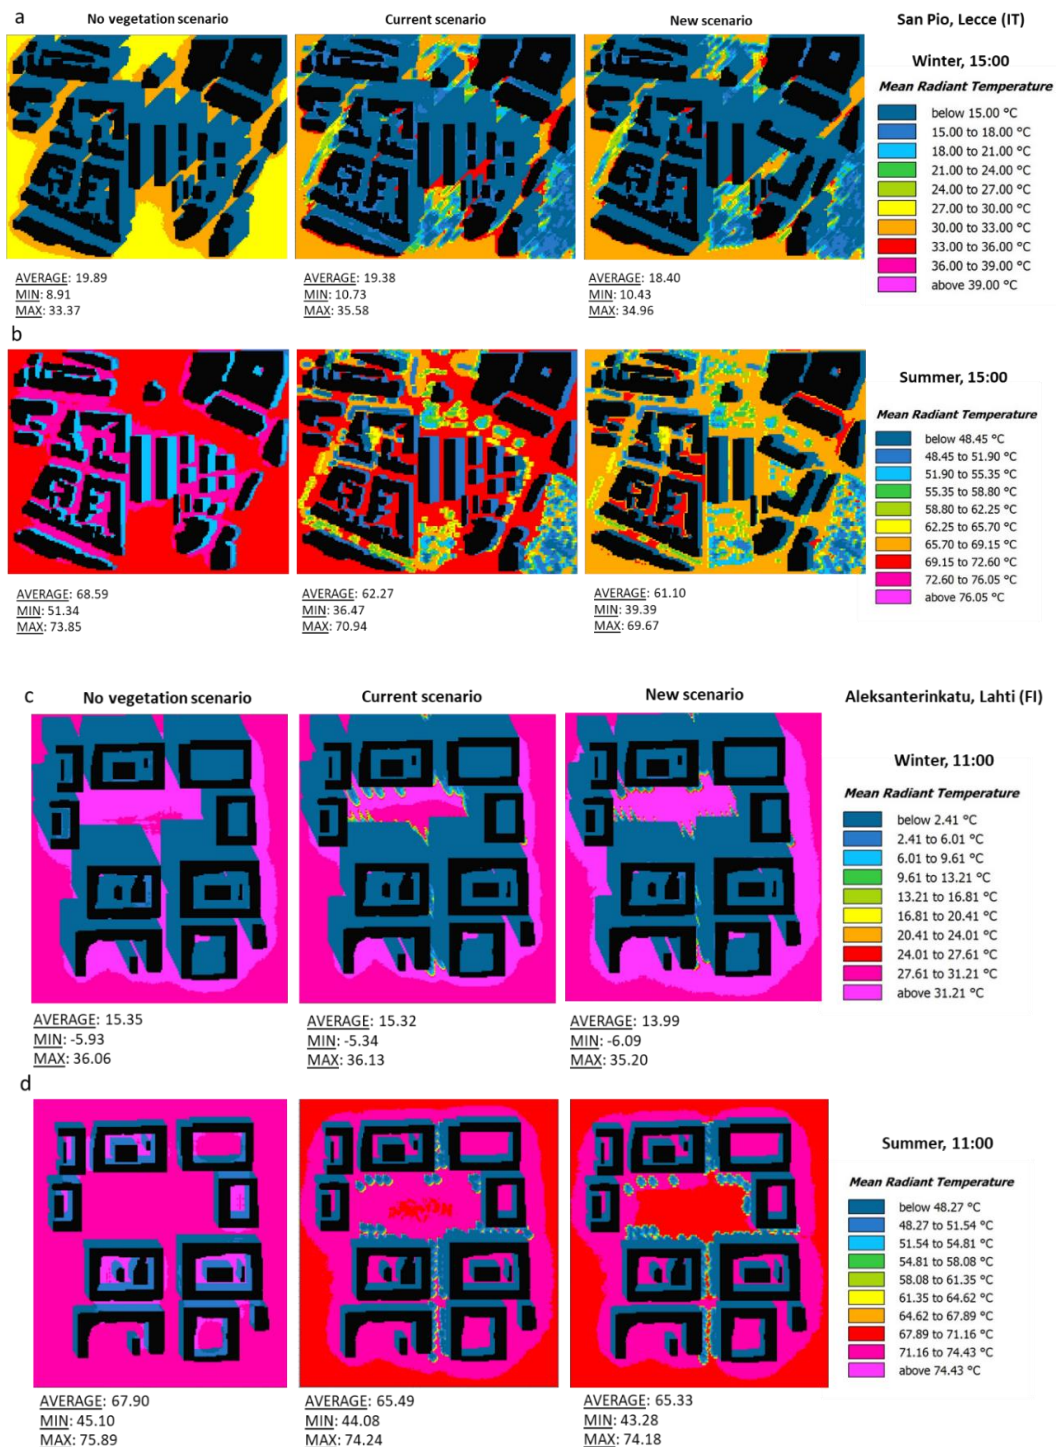 a
No vegetation scenario
Current scenario
New scenario
San Pio, Lecce (IT)
Winter, 15:00
Mean Radiant Temperature
below 15.00 °C
15.00 to 18.00 °C
18.00 to 21.00 °C
21.00 to 24.00 °C
24.00 to 27.00 °C
27.00 to 30.00 °C
30.00 to 33.00 °C
33.00 to 36.00 °C
36.00 to 39.00 °C
above 39.00 °C
AVERAGE: 19.89
MIN: 8.91
MAX: 33.37
AVERAGE: 19.38
MIN: 10.73
MAX: 35.58
AVERAGE: 18.40
MIN: 10.43
MAX: 34.96
b
Summer, 15:00
Mean Radiant Temperature
below 48.45 °C
48.45 to 51.90 °C
51.90 to 55.35 °C
55.35 to 58.80 °C
58.80 to 62.25 °C
62.25 to 65.70 °C
65.70 to 69.15 °C
69.15 to 72.60 °C
72.60 to 76.05 °C
above 76.05 °C
AVERAGE: 68.59
MIN: 51.34
MAX: 73.85
AVERAGE: 62.27
MIN: 36.47
MAX: 70.94
AVERAGE: 61.10
MIN: 39.39
MAX: 69.67
c
No vegetation scenario
Current scenario
New scenario
Aleksanterinkatu, Lahti (FI)
Winter, 11:00
Mean Radiant Temperature
below 2.41 °C
2.41 to 6.01 °C
6.01 to 9.61 °C
9.61 to 13.21 °C
13.21 to 16.81 °C
16.81 to 20.41 °C
20.41 to 24.01 °C
24.01 to 27.61 °C
27.61 to 31.21 °C
above 31.21 °C
AVERAGE: 15.35
MIN: -5.93
MAX: 36.06
AVERAGE: 15.32
MIN: -5.34
MAX: 36.13
AVERAGE: 13.99
MIN: -6.09
MAX: 35.20
d
Summer, 11:00
Mean Radiant Temperature
below 48.27 °C
48.27 to 51.54 °C
51.54 to 54.81 °C
54.81 to 58.08 °C
58.08 to 61.35 °C
61.35 to 64.62 °C
64.62 to 67.89 °C
67.89 to 71.16 °C
71.16 to 74.43 °C
above 74.43 °C
AVERAGE: 67.90
MIN: 45.10
MAX: 75.89
AVERAGE: 65.49
MIN: 44.08
MAX: 74.24
AVERAGE: 65.33
MIN: 43.28
MAX: 74.18